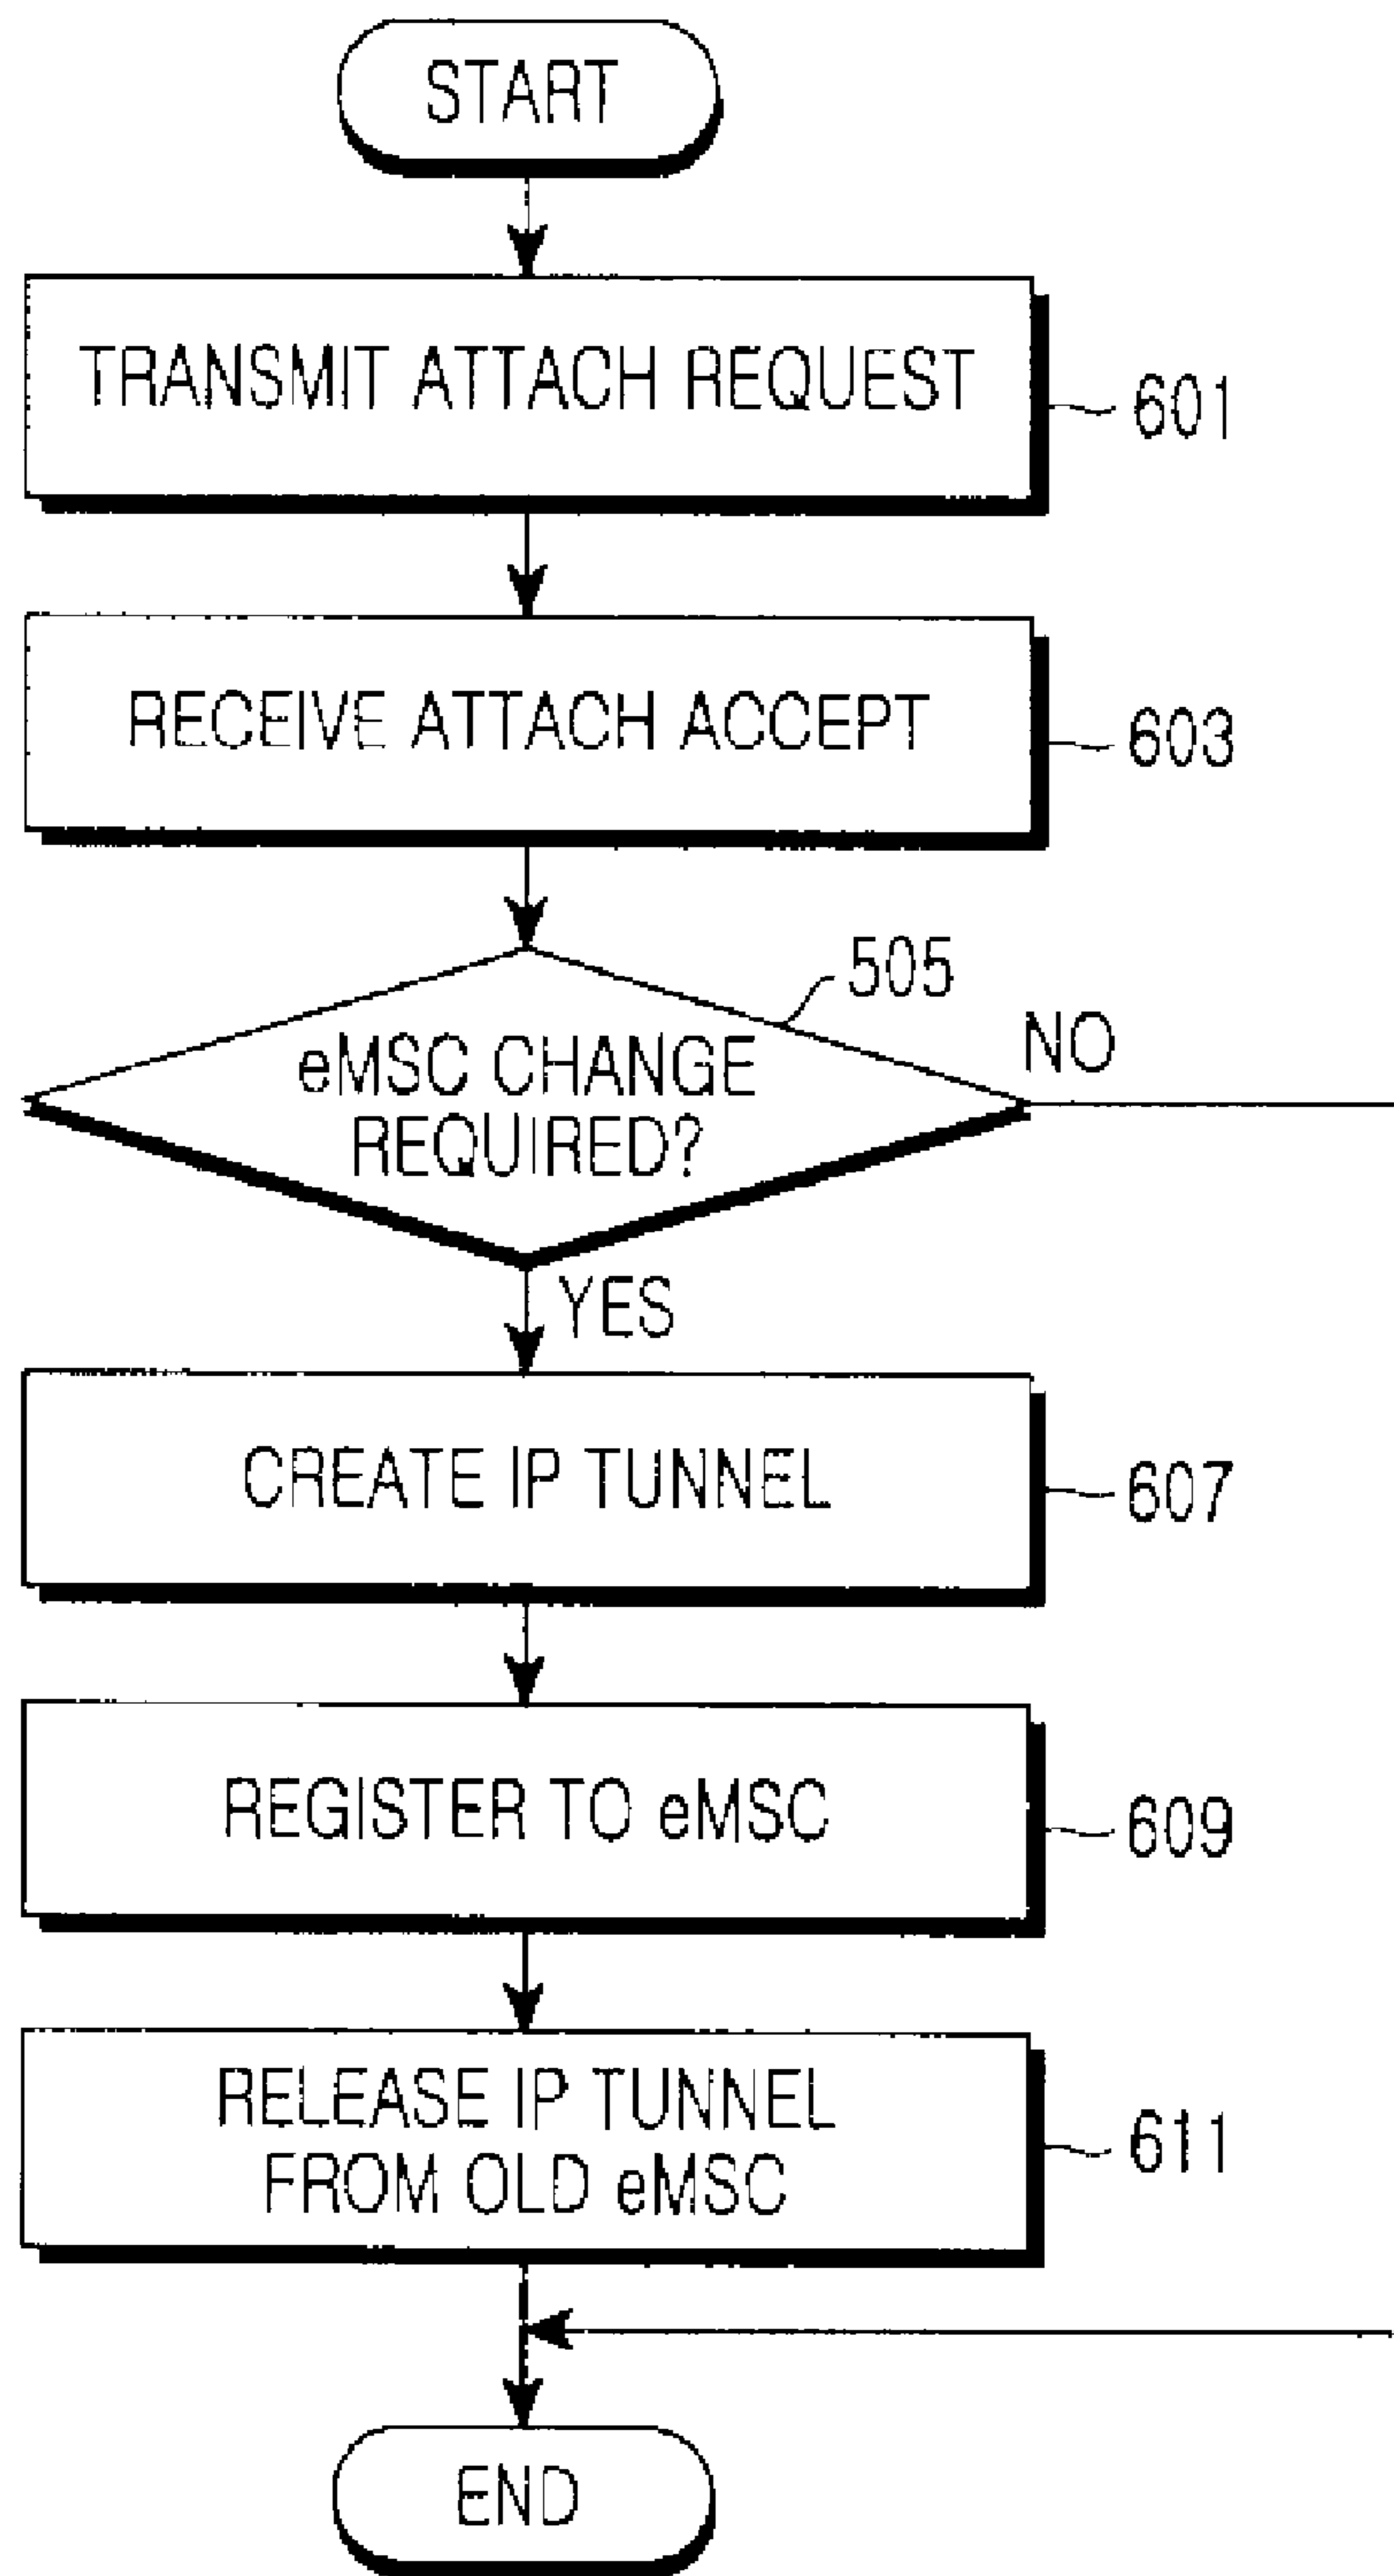 START
TRANSMIT ATTACH REQUEST
601
RECEIVE ATTACH ACCEPT
603
505
eMSC CHANGE
REQUIRED?
NO
YES
CREATE IP TUNNEL
607
REGISTER TO eMSC
609
RELEASE IP TUNNEL
FROM OLD eMSC
611
END